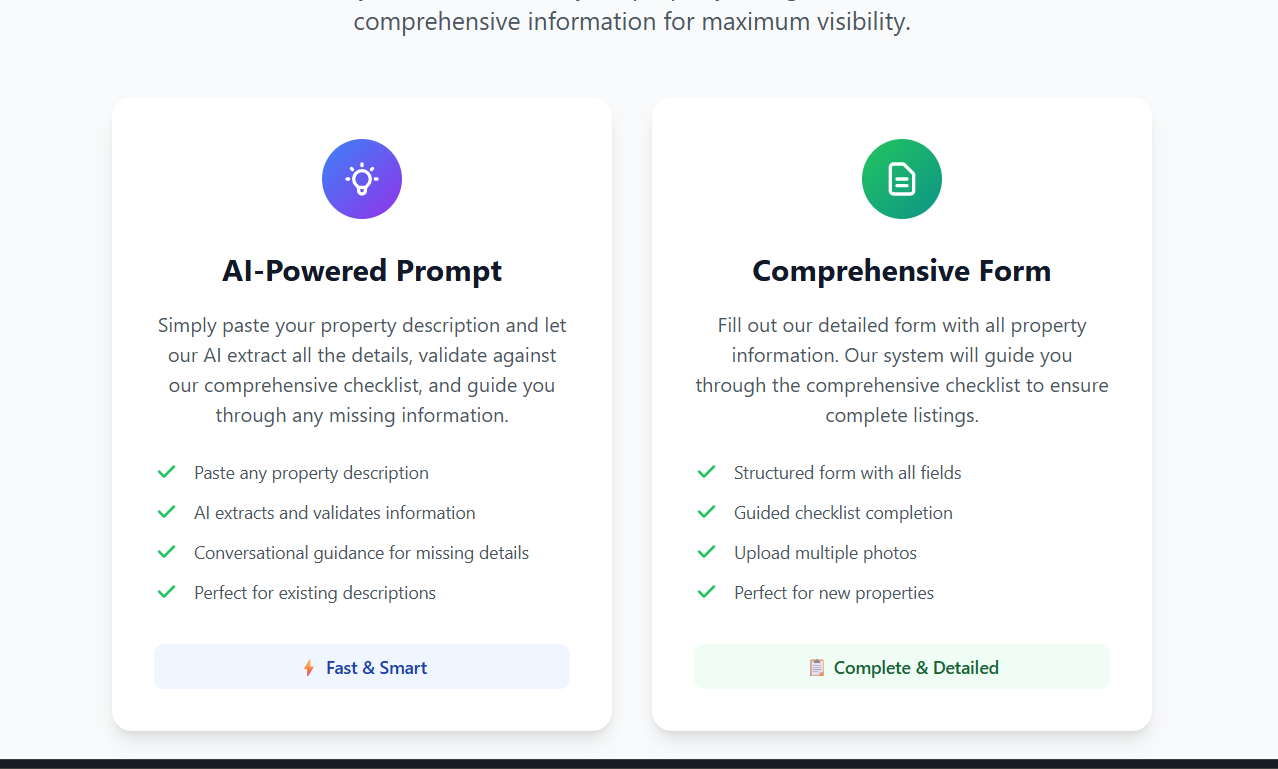 comprehensive information for maximum visibility.
AI-Powered Prompt
Simply paste your property description and let
our AI extract all the details, validate against
our comprehensive checklist, and guide you
through any missing information.
Paste any property description
AI extracts and validates information
Conversational guidance for missing details
Perfect for existing descriptions
⚡ Fast & Smart
Comprehensive Form
Fill out our detailed form with all property
information. Our system will guide you
through the comprehensive checklist to ensure
complete listings.
Structured form with all fields
Guided checklist completion
Upload multiple photos
Perfect for new properties
📋 Complete & Detailed